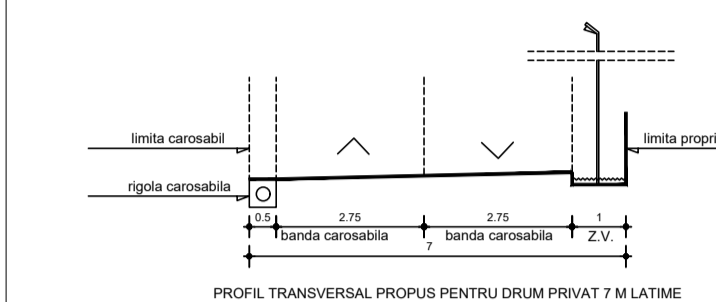 limita carosabil
limita propri
rigola carosabila
0.5 2.75 2.75 1
banda carosabila banda carosabila Z.V.
7
PROFIL TRANSVERSAL PROPUS PENTRU DRUM PRIVAT 7 M LATIME